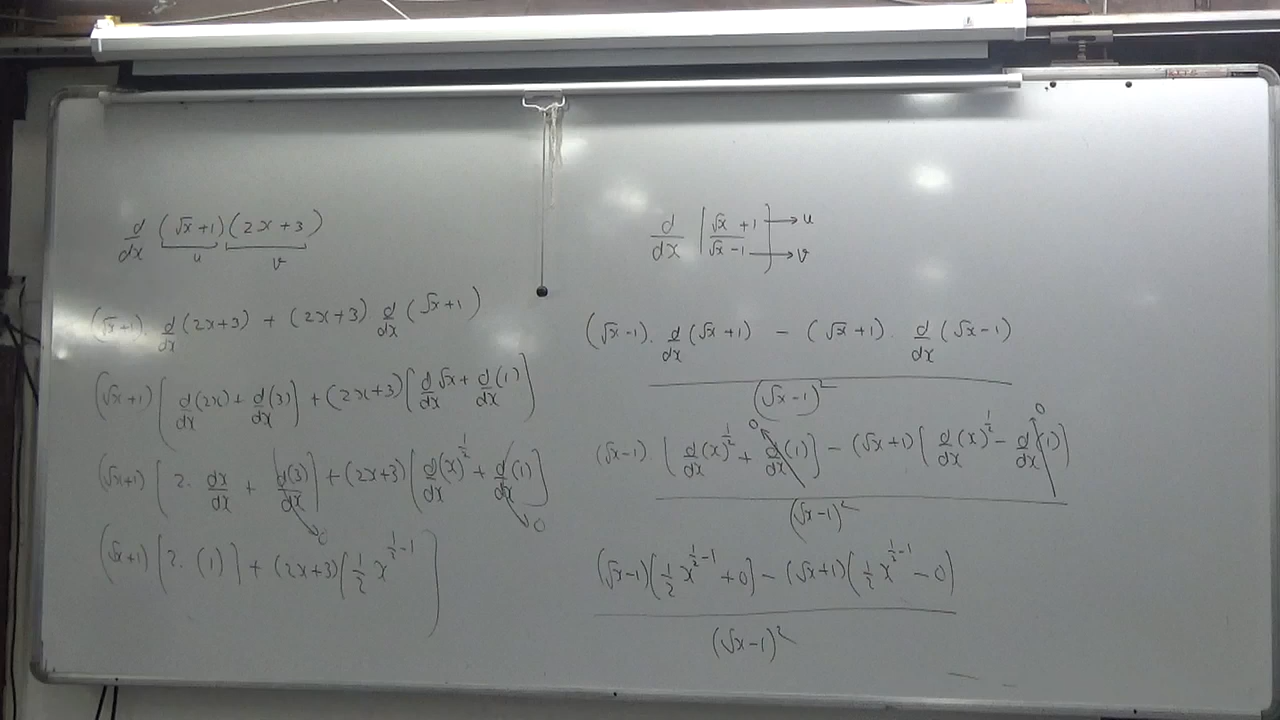 d/dx (√x +1)(2x +3)
u v
(√x+1). d/dx (2x+3) + (2x+3) d/dx (√x+1)
(√x+1) [d/dx (2x) + d/dx (3)] + (2x+3) [d/dx √x + d/dx (1)]
(√x+1) [2. dx/dx + d(3)/dx] + (2x+3) [d/dx (x)^½ + d/dx (1)]
0 0
(√x+1) [2. (1)] + (2x+3) [½ x^(½-1)]
d/dx [(√x +1)/(√x -1)] → u → v
(√x-1). d/dx (√x+1) - (√x+1). d/dx (√x-1)
(√x-1)²
0 0
(√x-1). [d/dx (x)^½ + d/dx (1)] - (√x+1) [d/dx (x)^½ - d/dx (1)]
(√x-1)²
(√x-1) (½ x^(½-1) + 0) - (√x+1) (½ x^(½-1) - 0)
(√x-1)²